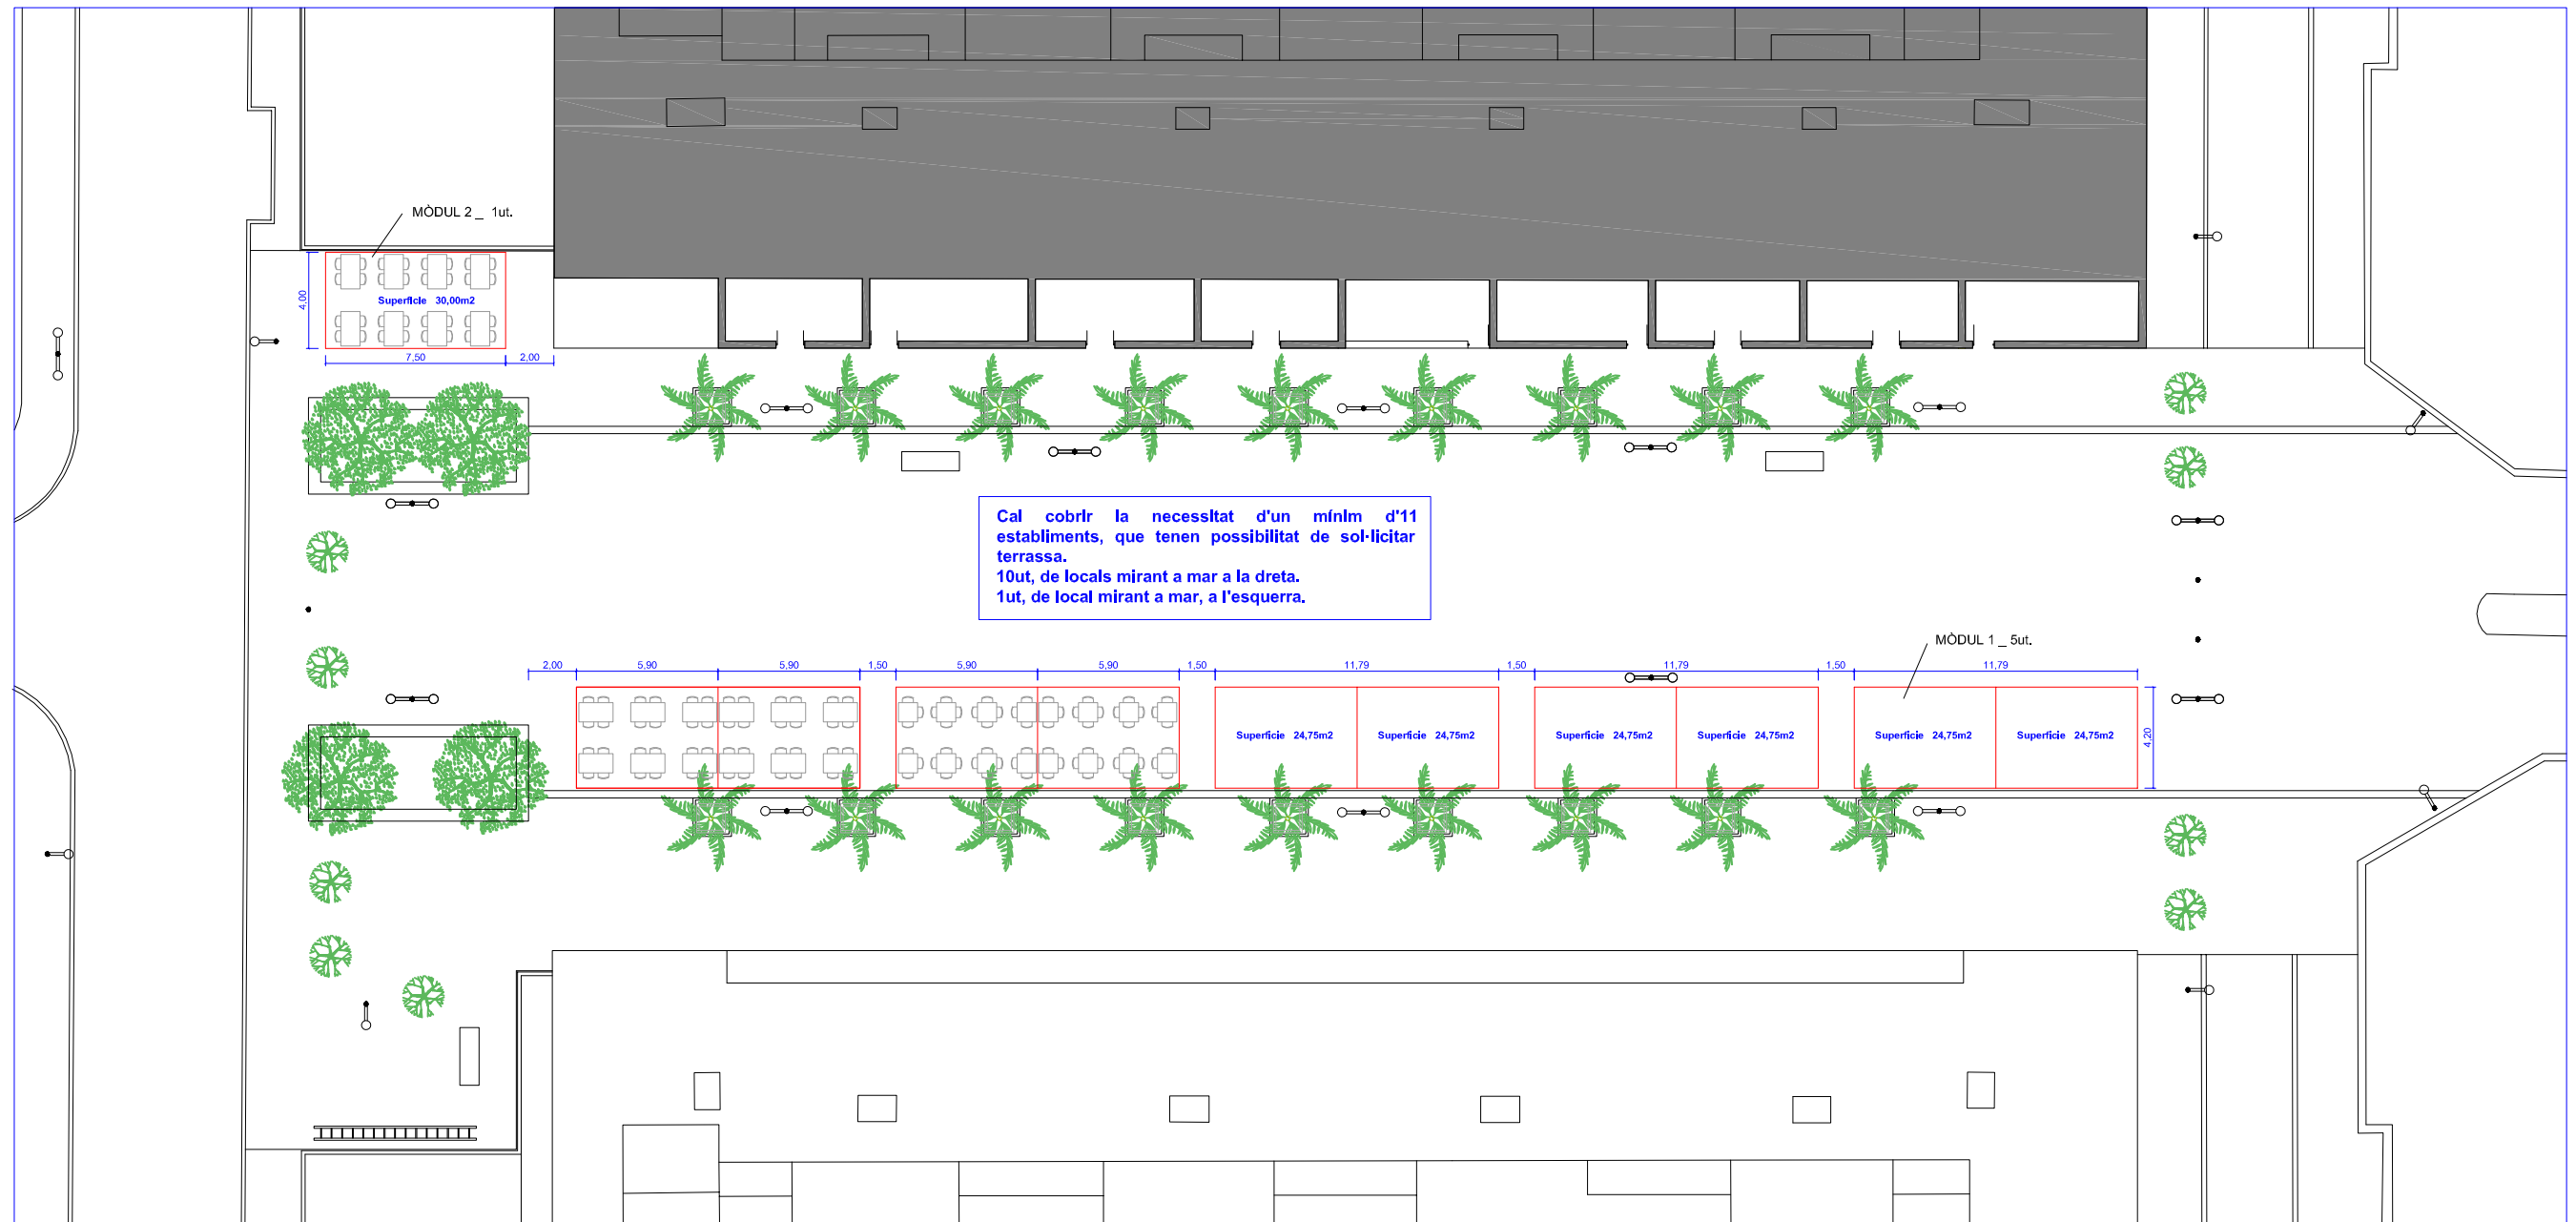 MÒDUL 2 _ 1ut.
4,00
Superfície 30,00m2
7,50 2,00
Cal cobrir la necessitat d'un mínim d'11
establiments, que tenen possibilitat de sol·licitar
terrassa.
10ut, de locals mirant a mar a la dreta.
1ut, de local mirant a mar, a l'esquerra.
MÒDUL 1 _ 5ut.
2,00 5,90 5,90 1,50 5,90 5,90 1,50 11,79 1,50 11,79 1,50 11,79
Superfície 24,75m2 Superfície 24,75m2 Superfície 24,75m2 Superfície 24,75m2 Superfície 24,75m2 Superfície 24,75m2
4,20